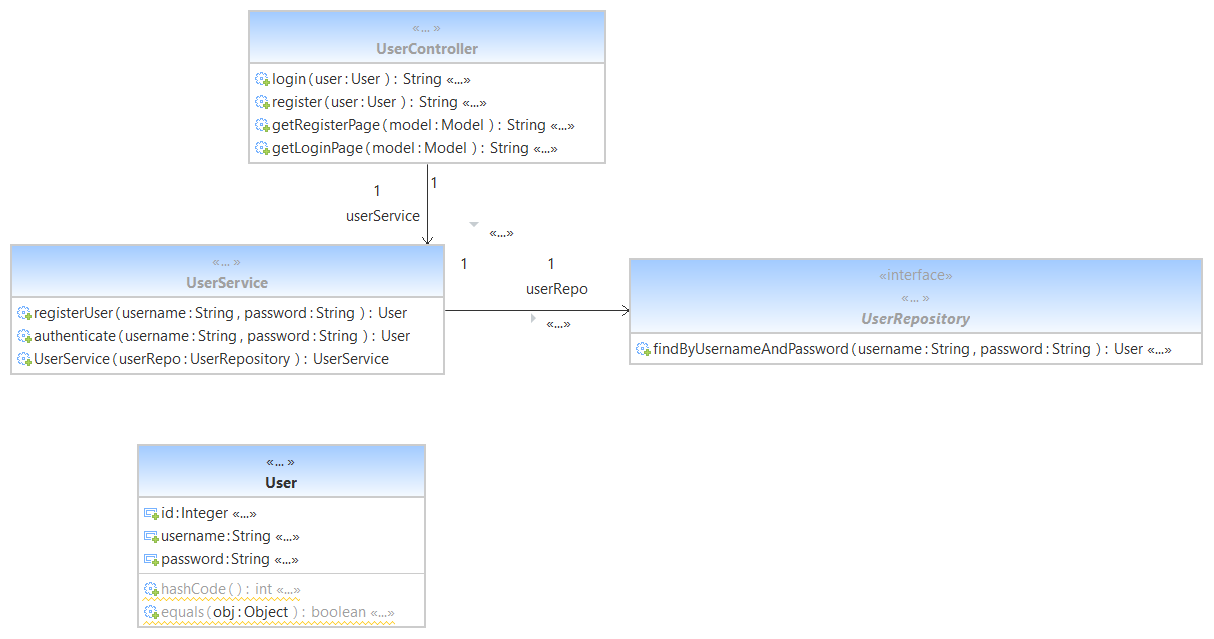 «... »
UserController
login(user:User ): String «...»
register(user:User ): String «...»
getRegisterPage(model:Model ): String «...»
getLoginPage(model:Model ): String «...»
1
1
userService
«...»
«... »
UserService
registerUser(username:String, password:String ): User
authenticate(username:String, password:String ): User
UserService(userRepo:UserRepository ): UserService
1
1
userRepo
«...»
«interface»
«... »
UserRepository
findByUsernameAndPassword(username:String, password:String ): User «...»
«... »
User
id:Integer «...»
username:String «...»
password:String «...»
hashCode(): int «...»
equals(obj:Object ): boolean «...»